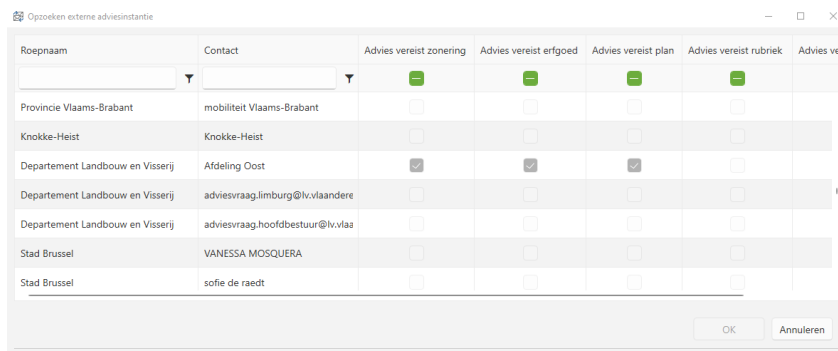 Opzoeken externe adviesinstantie
Roepnaam Contact Advies vereist zonering Advies vereist erfgoed Advies vereist plan Advies vereist rubriek Advies ve
Provincie Vlaams-Brabant mobiliteit Vlaams-Brabant
Knokke-Heist Knokke-Heist
Departement Landbouw en Visserij Afdeling Oost
Departement Landbouw en Visserij adviesvraag.limburg@lv.vlaandere
Departement Landbouw en Visserij adviesvraag.hoofdbestuur@lv.vlaa
Stad Brussel VANESSA MOSQUERA
Stad Brussel sofie de raedt
OK Annuleren